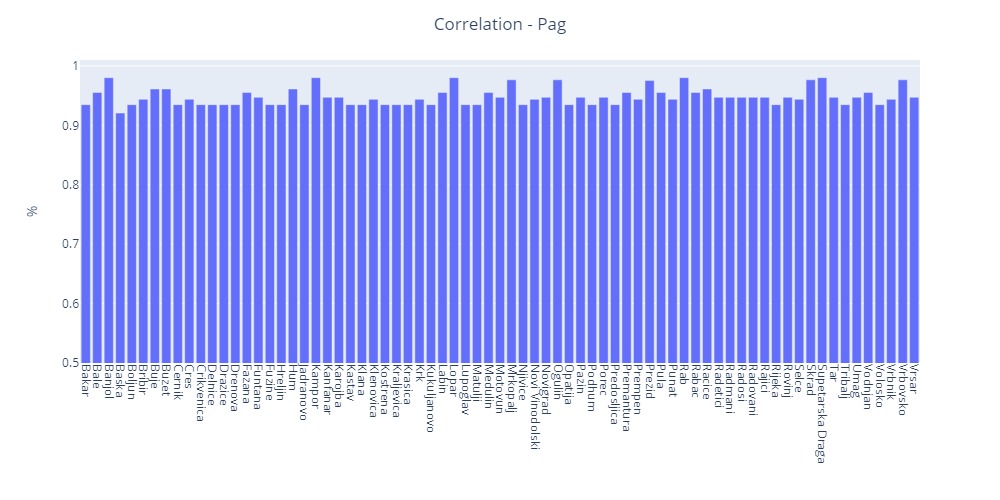 Correlation - Pag
1
0.9
0.8
0.7
0.6
0.5
%
Bakar
Bale
Banjol
Baska
Boljun
Bribir
Buje
Buzet
Cernik
Cres
Crikvenica
Delnice
Drazice
Drenova
Fazana
Funtana
Fuzine
Hreljin
Hum
Jadranovo
Kampor
Kanfanar
Karojba
Kastav
Klana
Klenovica
Kostrena
Kraljevica
Krasica
Krk
Kukuljanovo
Labin
Lopar
Lupoglav
Matulji
Medulin
Motovun
Mrkopalj
Njivice
Novi Vinodolski
Novigrad
Ogulin
Opatija
Pazin
Podhum
Porec
Predosljica
Premantura
Prempen
Prezid
Pula
Punat
Rab
Rabac
Racice
Radetici
Radmani
Radosi
Radovani
Rajici
Rijeka
Rovinj
Selce
Skrad
Supetarska Draga
Tar
Tribalj
Umag
Vodnjan
Volosko
Vrbnik
Vrbovsko
Vrsar